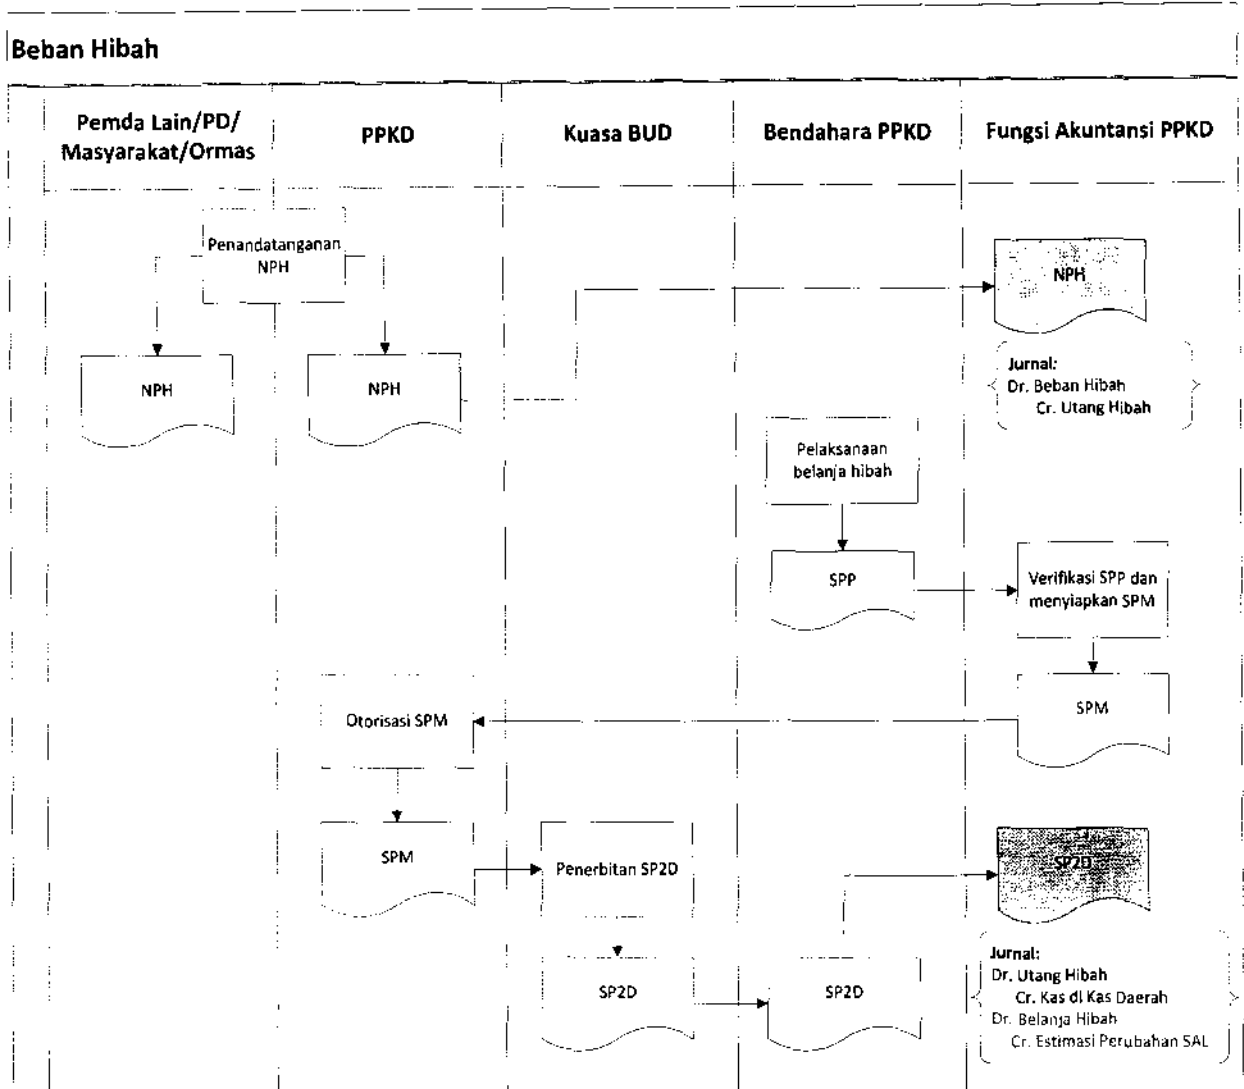 Beban Hibah
Pemda Lain/PD/
Masyarakat/Ormas
PPKD
Kuasa BUD
Bendahara PPKD
Fungsi Akuntansi PPKD
Penandatanganan
NPH
NPH
NPH
NPH
Jurnal:
Dr. Beban Hibah
Cr. Utang Hibah
Pelaksanaan
belanja hibah
SPP
Verifikasi SPP dan
menyiapkan SPM
SPM
Otorisasi SPM
SPM
Penerbitan SP2D
SP2D
SP2D
SP2D
Jurnal:
Dr. Utang Hibah
Cr. Kas di Kas Daerah
Dr. Belanja Hibah
Cr. Estimasi Perubahan SAL